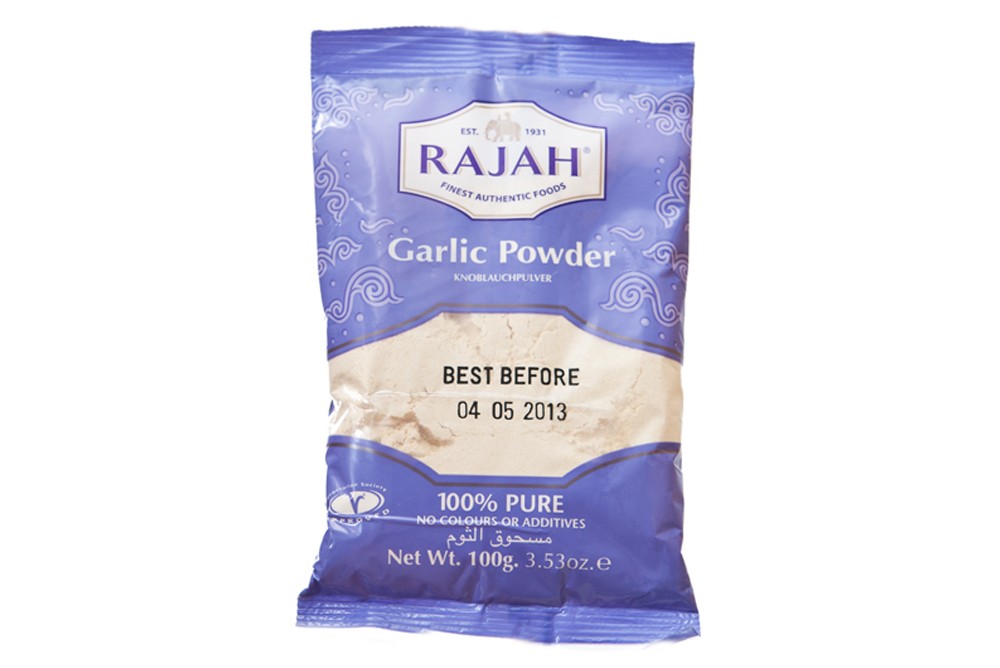 EST. 1931
RAJAH®
FINEST AUTHENTIC FOODS
Garlic Powder
KNOBLAUCHPULVER
BEST BEFORE
04 05 2013
Society
V
100% PURE
NO COLOURS OR ADDITIVES
مسحوق الثوم
Net Wt. 100g. 3.53oz.e